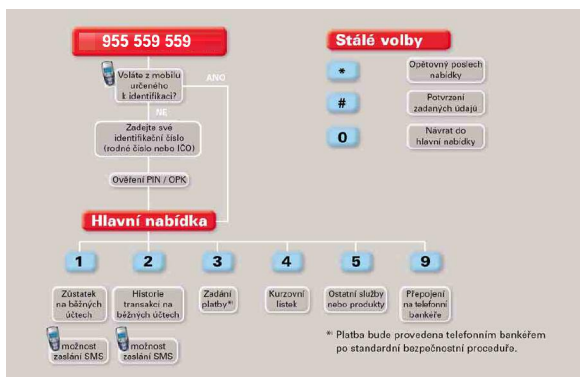 955 559 559
Voláte z mobilu
určeného
k identifikaci?
ANO
NE
Zadejte své
identifikační číslo
(rodné číslo nebo IČO)
Ověření PIN / OPK
Hlavní nabídka
1
Zůstatek
na běžných
účtech
možnost
zaslání SMS
2
Historie
transakcí na
běžných účtech
možnost
zaslání SMS
3
Zadání
platby*)
4
Kurzovní
lístek
5
Ostatní služby
nebo produkty
9
Přepojení
na telefonní
bankéře
*) Platba bude provedena telefonním bankéřem
po standardní bezpečnostní proceduře.
Stálé volby
*
Opětovný poslech
nabídky
#
Potvrzení
zadaných údajů
0
Návrat do
hlavní nabídky